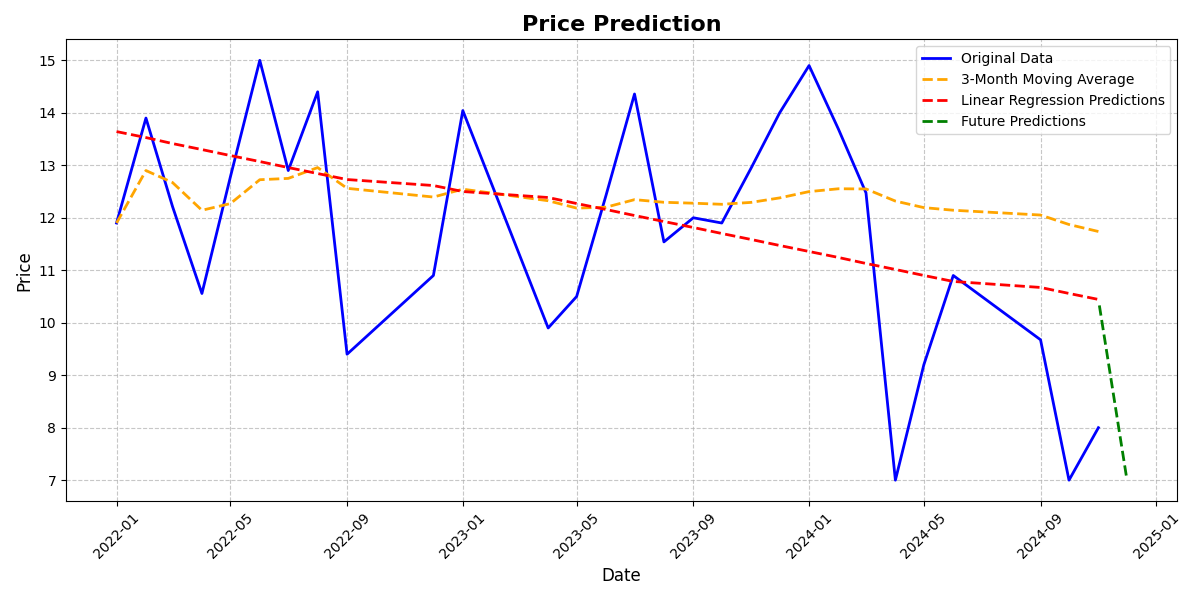 Price Prediction
Original Data
3-Month Moving Average
Linear Regression Predictions
Future Predictions
Price
15
14
13
12
11
10
9
8
7
2022-01
2022-05
2022-09
2023-01
2023-05
2023-09
2024-01
2024-05
2024-09
2025-01
Date